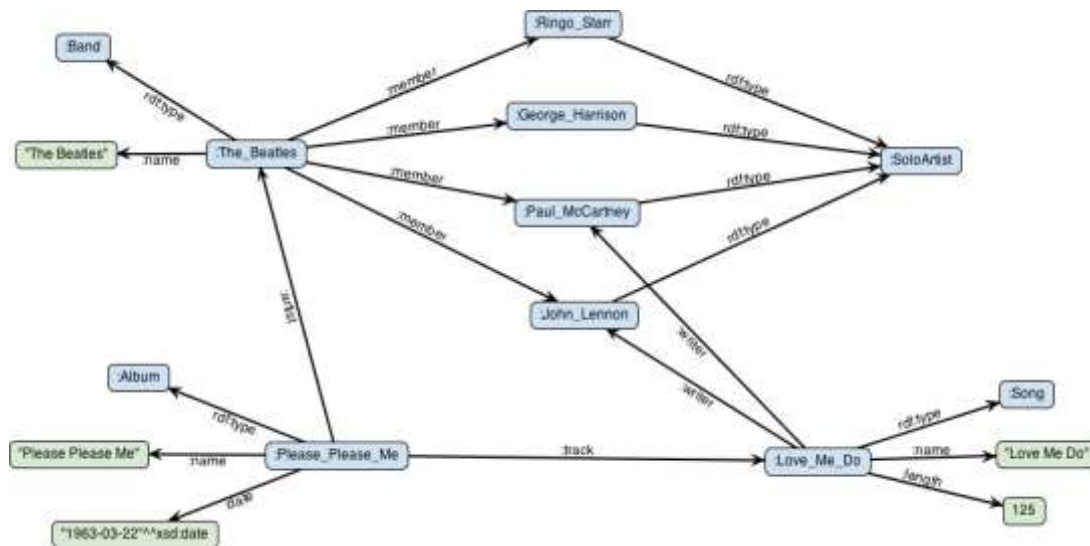 :Ringo_Starr
:Band
:member
rdf:type
rdf:type
:George_Harrison
:member
rdf:type
"The Beatles"
:name
:The_Beatles
:SoloArtist
:member
rdf:type
:Paul_McCartney
:member
rdf:type
:artist
:John_Lennon
:writer
:Album
:writer
:Song
rdf:type
rdf:type
"Please Please Me"
:name
:Please_Please_Me
:track
:Love_Me_Do
:name
"Love Me Do"
:date
:length
"1963-03-22"^^xsd:date
125